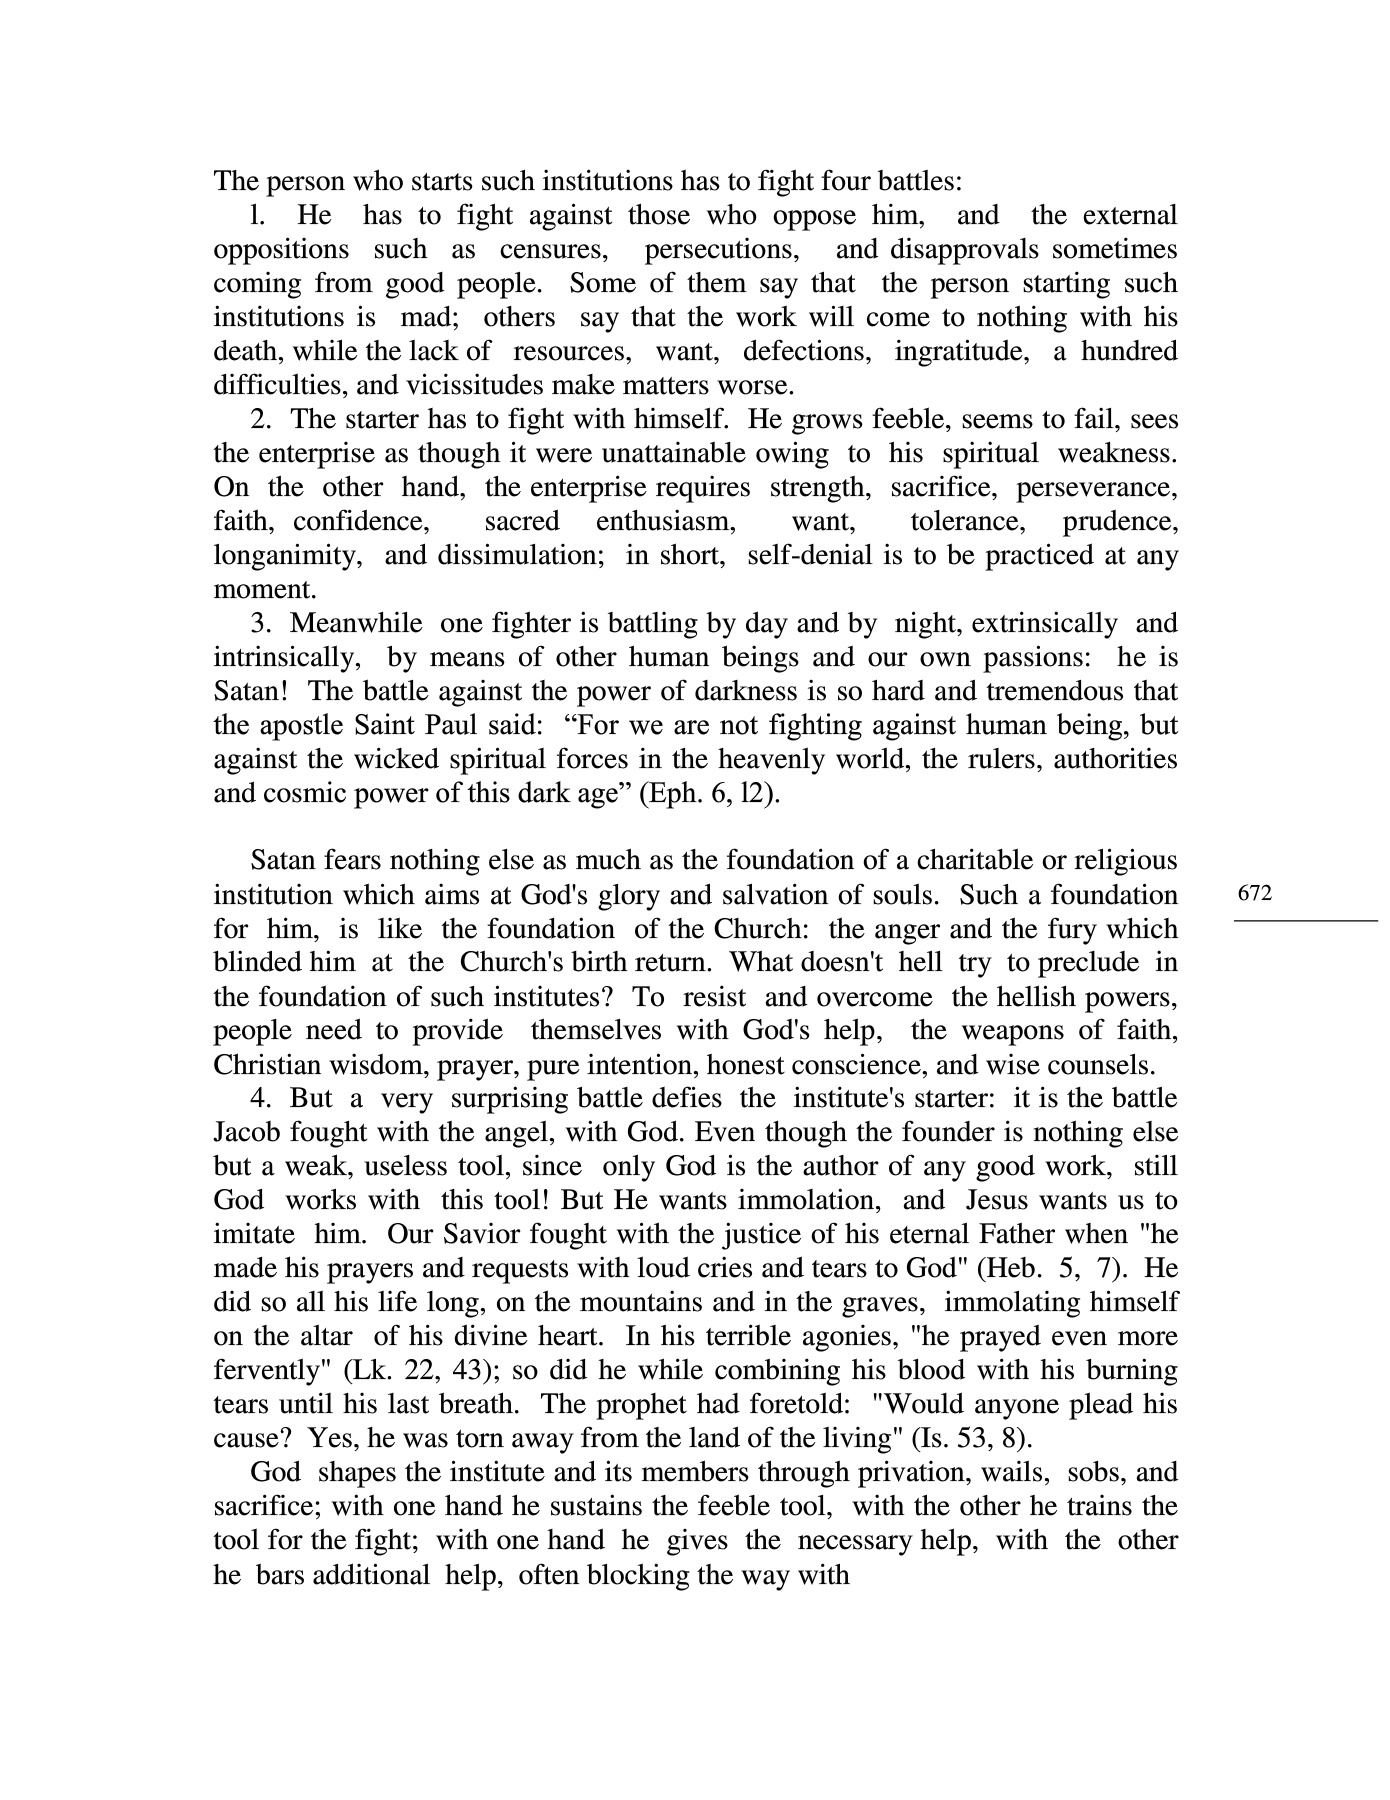 The person who starts such institutions has to fight four battles:
1. He has to fight against those who oppose him, and the external
oppositions such as censures, persecutions, and disapprovals sometimes
coming from good people. Some of them say that the person starting such
institutions is mad; others say that the work will come to nothing with his
death, while the lack of resources, want, defections, ingratitude, a hundred
difficulties, and vicissitudes make matters worse.
2. The starter has to fight with himself. He grows feeble, seems to fail, sees
the enterprise as though it were unattainable owing to his spiritual weakness.
On the other hand, the enterprise requires strength, sacrifice, perseverance,
faith, confidence, sacred enthusiasm, want, tolerance, prudence,
longanimity, and dissimulation; in short, self-denial is to be practiced at any
moment.
3. Meanwhile one fighter is battling by day and by night, extrinsically and
intrinsically, by means of other human beings and our own passions: he is
Satan! The battle against the power of darkness is so hard and tremendous that
the apostle Saint Paul said: “For we are not fighting against human being, but
against the wicked spiritual forces in the heavenly world, the rulers, authorities
and cosmic power of this dark age” (Eph. 6, l2).
Satan fears nothing else as much as the foundation of a charitable or religious
institution which aims at God's glory and salvation of souls. Such a foundation
672
for him, is like the foundation of the Church: the anger and the fury which
blinded him at the Church's birth return. What doesn't hell try to preclude in
the foundation of such institutes? To resist and overcome the hellish powers,
people need to provide themselves with God's help, the weapons of faith,
Christian wisdom, prayer, pure intention, honest conscience, and wise counsels.
4. But a very surprising battle defies the institute's starter: it is the battle
Jacob fought with the angel, with God. Even though the founder is nothing else
but a weak, useless tool, since only God is the author of any good work, still
God works with this tool! But He wants immolation, and Jesus wants us to
imitate him. Our Savior fought with the justice of his eternal Father when "he
made his prayers and requests with loud cries and tears to God" (Heb. 5, 7). He
did so all his life long, on the mountains and in the graves, immolating himself
on the altar of his divine heart. In his terrible agonies, "he prayed even more
fervently" (Lk. 22, 43); so did he while combining his blood with his burning
tears until his last breath. The prophet had foretold: "Would anyone plead his
cause? Yes, he was torn away from the land of the living" (Is. 53, 8).
God shapes the institute and its members through privation, wails, sobs, and
sacrifice; with one hand he sustains the feeble tool, with the other he trains the
tool for the fight; with one hand he gives the necessary help, with the other
he bars additional help, often blocking the way with